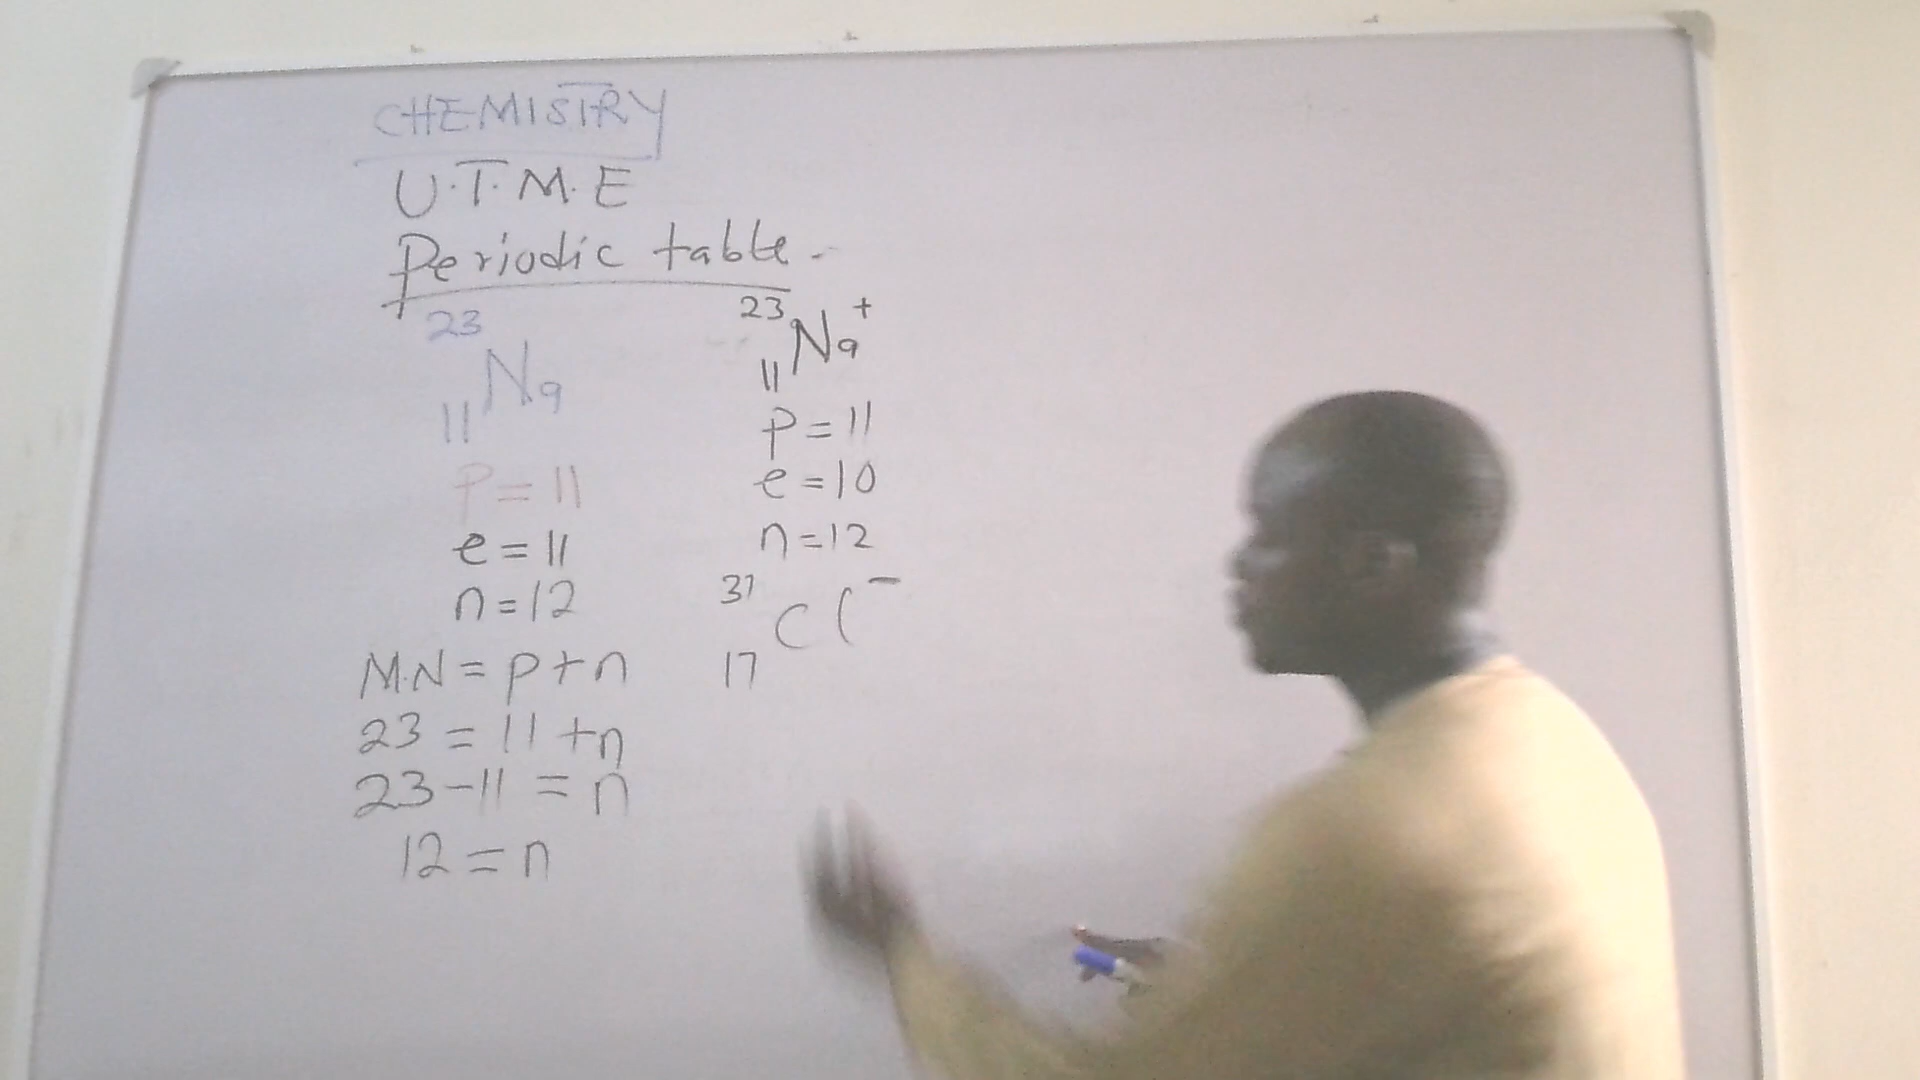 CHEMISTRY
U.T.M.E
Periodic table.
23
Na
11
P = 11
e = 11
n = 12
M.N = p + n
23 = 11 + n
23 - 11 = n
12 = n
23
Na+
11
P = 11
e = 10
n = 12
37
Cl-
17